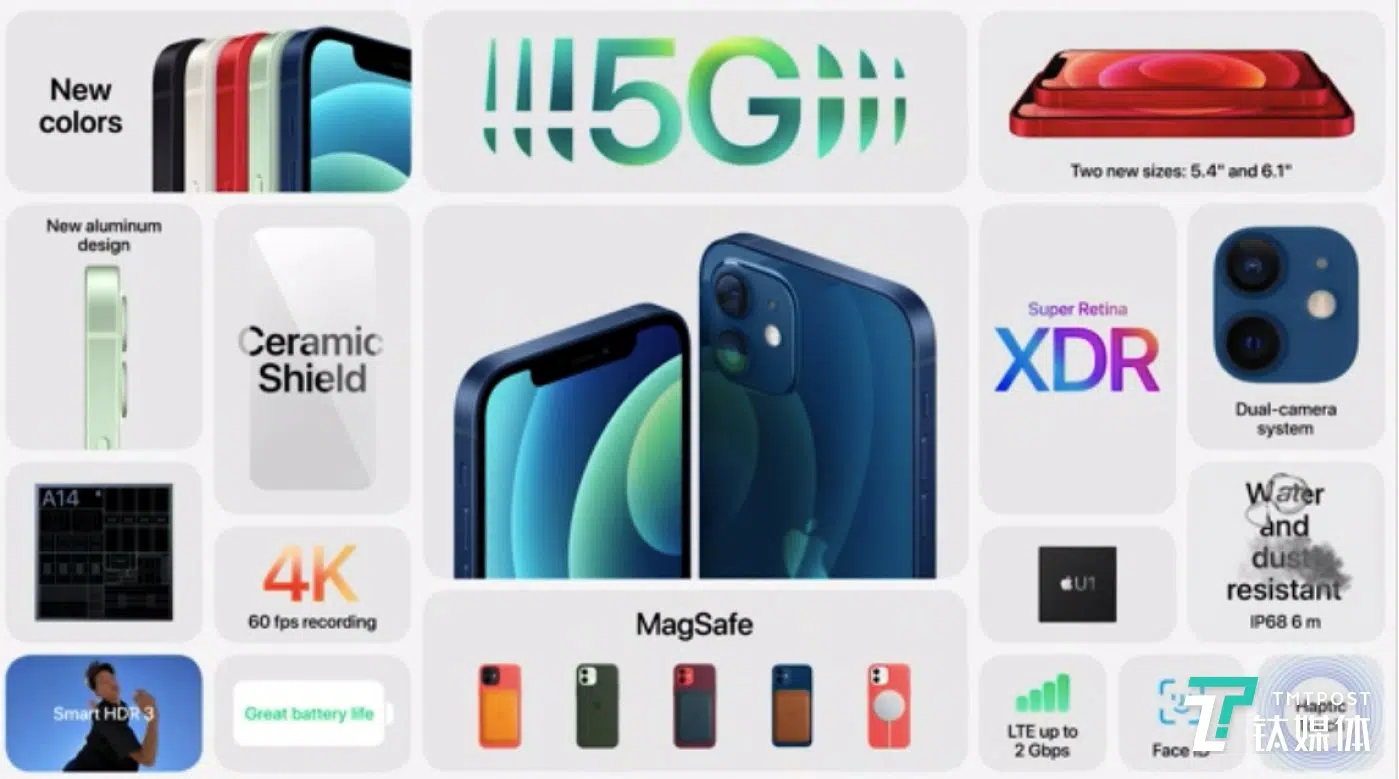 New
colors
5G
Two new sizes: 5.4" and 6.1"
New aluminum
design
Ceramic
Shield
Super Retina
XDR
Dual-camera
system
A14
4K
60 fps recording
MagSafe
U1
Water
and
dust
resistant
IP68 6 m
Smart HDR 3
Great battery life
LTE up to
2 Gbps
Face ID
Haptic
TMTPOST
钛媒体